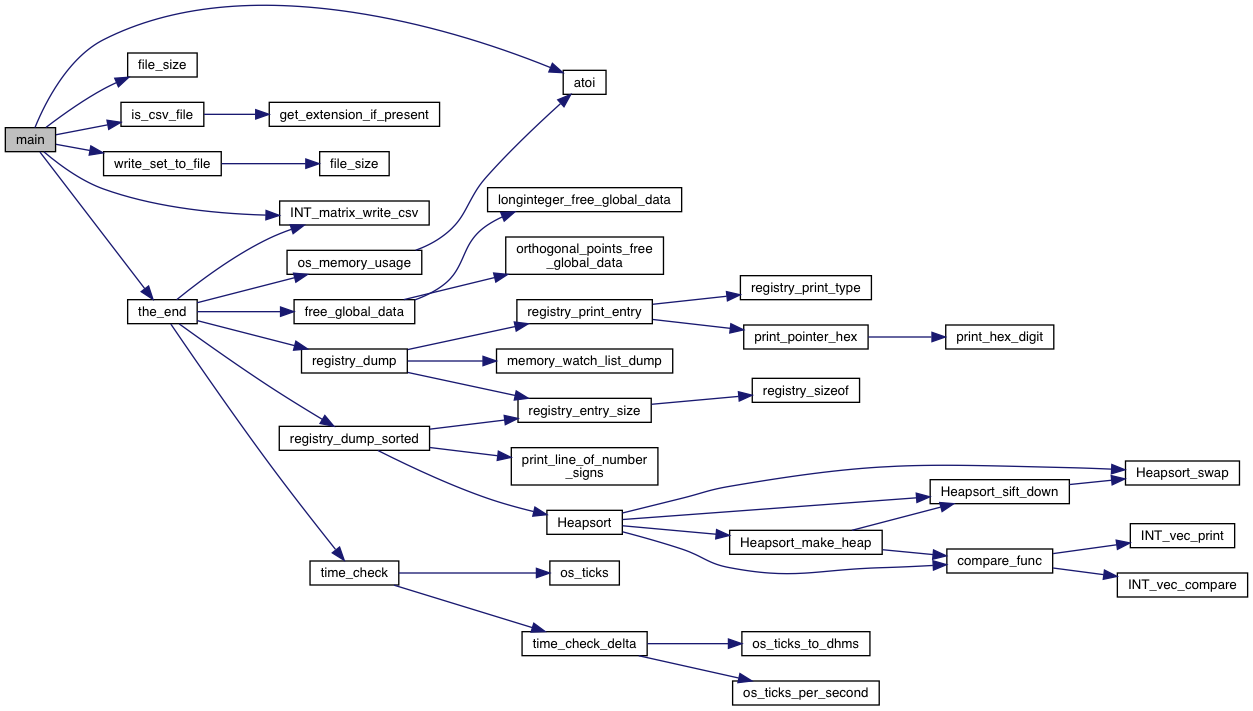 main
file_size
is_csv_file
write_set_to_file
the_end
get_extension_if_present
file_size
INT_matrix_write_csv
os_memory_usage
free_global_data
registry_dump
registry_dump_sorted
time_check
atoi
longinteger_free_global_data
orthogonal_points_free
_global_data
registry_print_entry
memory_watch_list_dump
registry_entry_size
print_line_of_number
_signs
Heapsort
os_ticks
time_check_delta
registry_print_type
print_pointer_hex
registry_sizeof
Heapsort_make_heap
os_ticks_to_dhms
os_ticks_per_second
print_hex_digit
Heapsort_sift_down
compare_func
Heapsort_swap
INT_vec_print
INT_vec_compare